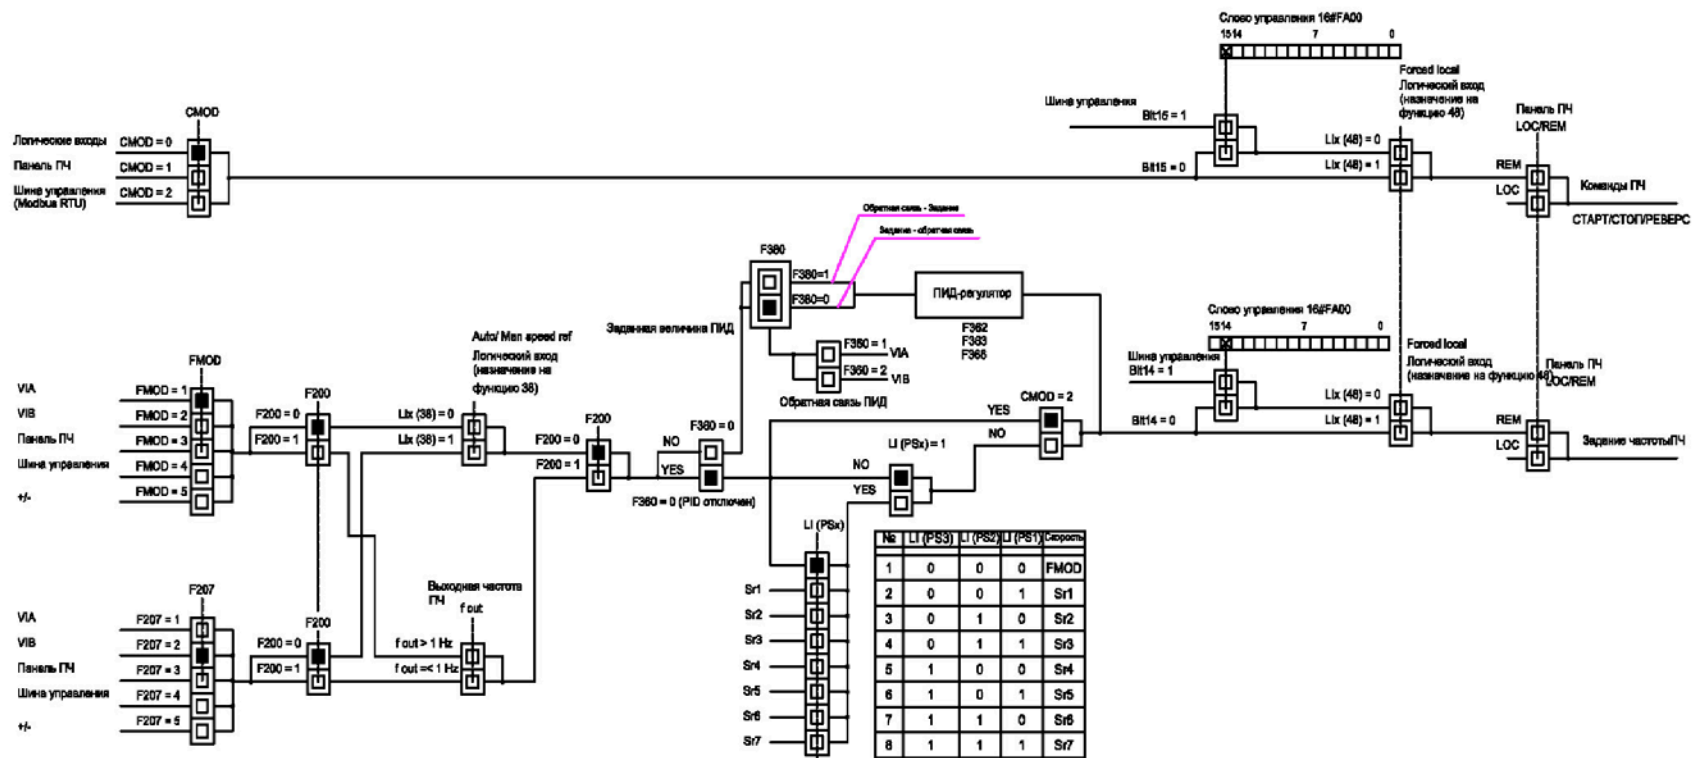 Слово управления 16#FA00
1514 7 0
Forced local
Логический вход
(назначение на
функцию 48)
Шина управления
Bit15 = 1
Панель ПЧ
LOC/REM
CMOD
Логические входы
CMOD = 0
Панель ПЧ
CMOD = 1
Шина управления
(Modbus RTU)
CMOD = 2
Bit15 = 0
LIx (48) = 0
LIx (48) = 1
REM
LOC
Команды ПЧ
СТАРТ/СТОП/РЕВЕРС
Обратная связь - Задание
Задание - обратная связь
F380
F380=1
F380=0
ПИД-регулятор
F362
F363
F366
Заданная величина ПИД
F360 = 1
VIA
F360 = 2
VIB
Обратная связь ПИД
Слово управления 16#FA00
1514 7 0
Forced local
Логический вход
(назначение на функцию 48)
Шина управления
Bit14 = 1
Панель ПЧ
LOC/REM
Auto/ Man speed ref
Логический вход
(назначение на
функцию 38)
FMOD
VIA
FMOD = 1
VIB
FMOD = 2
Панель ПЧ
FMOD = 3
Шина управления
FMOD = 4
+/-
FMOD = 5
F200
F200 = 0
F200 = 1
LIx (38) = 0
LIx (38) = 1
F200
F200 = 0
F200 = 1
F360 = 0
NO
YES
F360 = 0 (PID отключен)
CMOD = 2
YES
NO
LI (PSx) = 1
NO
YES
Bit14 = 0
LIx (48) = 0
LIx (48) = 1
REM
LOC
Задание частотыПЧ
F207
VIA
F207 = 1
VIB
F207 = 2
Панель ПЧ
F207 = 3
Шина управления
F207 = 4
+/-
F207 = 5
F200
F200 = 0
F200 = 1
Выходная частота
ПЧ
f out
f out > 1 Hz
f out =< 1 Hz
LI (PSx)
Sr1
Sr2
Sr3
Sr4
Sr5
Sr6
Sr7
№ LI (PS3) LI (PS2) LI (PS1) Скорость
1 0 0 0 FMOD
2 0 0 1 Sr1
3 0 1 0 Sr2
4 0 1 1 Sr3
5 1 0 0 Sr4
6 1 0 1 Sr5
7 1 1 0 Sr6
8 1 1 1 Sr7